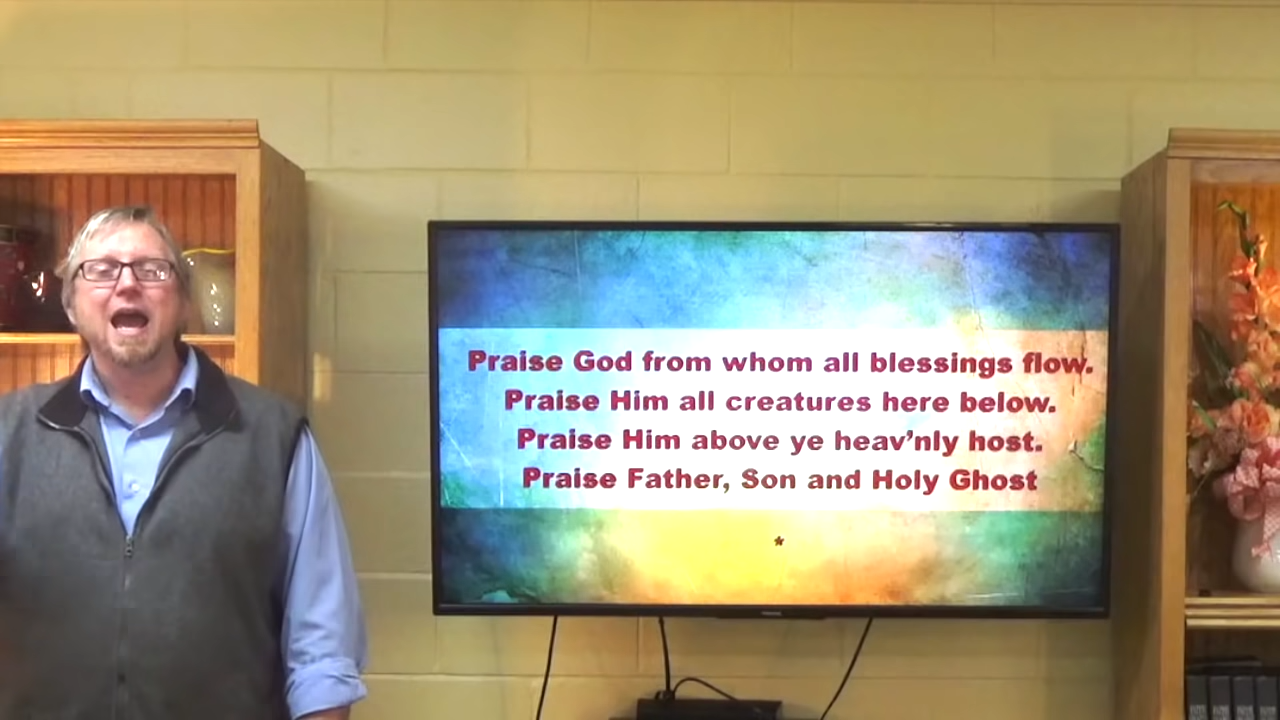 Praise God from whom all blessings flow.
Praise Him all creatures here below.
Praise Him above ye heav’nly host.
Praise Father, Son and Holy Ghost
*